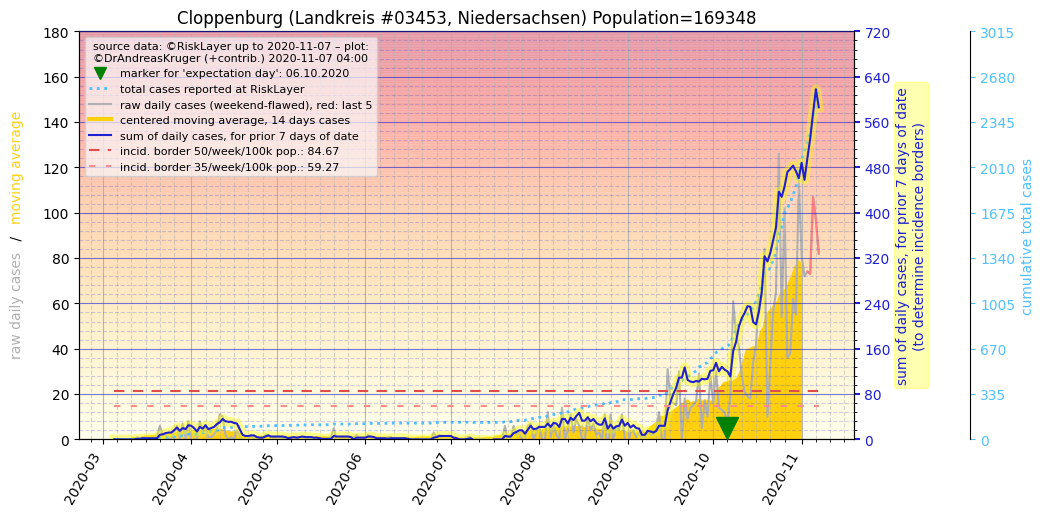 Cloppenburg (Landkreis #03453, Niedersachsen) Population=169348
source data: ©RiskLayer up to 2020-11-07 – plot:
©DrAndreasKruger (+contrib.) 2020-11-07 04:00
marker for 'expectation day': 06.10.2020
total cases reported at RiskLayer
raw daily cases (weekend-flawed), red: last 5
centered moving average, 14 days cases
sum of daily cases, for prior 7 days of date
incid. border 50/week/100k pop.: 84.67
incid. border 35/week/100k pop.: 59.27
raw daily cases / moving average
180
160
140
120
100
80
60
40
20
0
2020-03
2020-04
2020-05
2020-06
2020-07
2020-08
2020-09
2020-10
2020-11
720
640
560
480
400
320
240
160
80
0
sum of daily cases, for prior 7 days of date
(to determine incidence borders)
3015
2680
2345
2010
1675
1340
1005
670
335
0
cumulative total cases